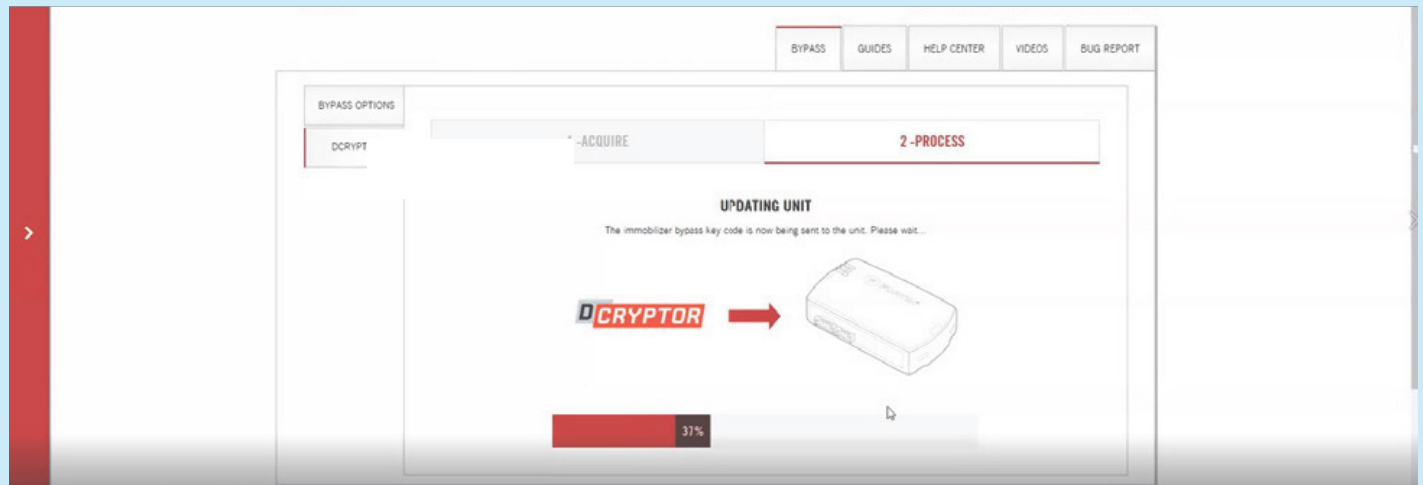 BYPASS
GUIDES
HELP CENTER
VIDEOS
BUG REPORT
BYPASS OPTIONS
DCRYPT
-ACQUIRE
2 -PROCESS
UPDATING UNIT
The immobilizer bypass key code is now being sent to the unit. Please wait...
DCRYPTOR
37%